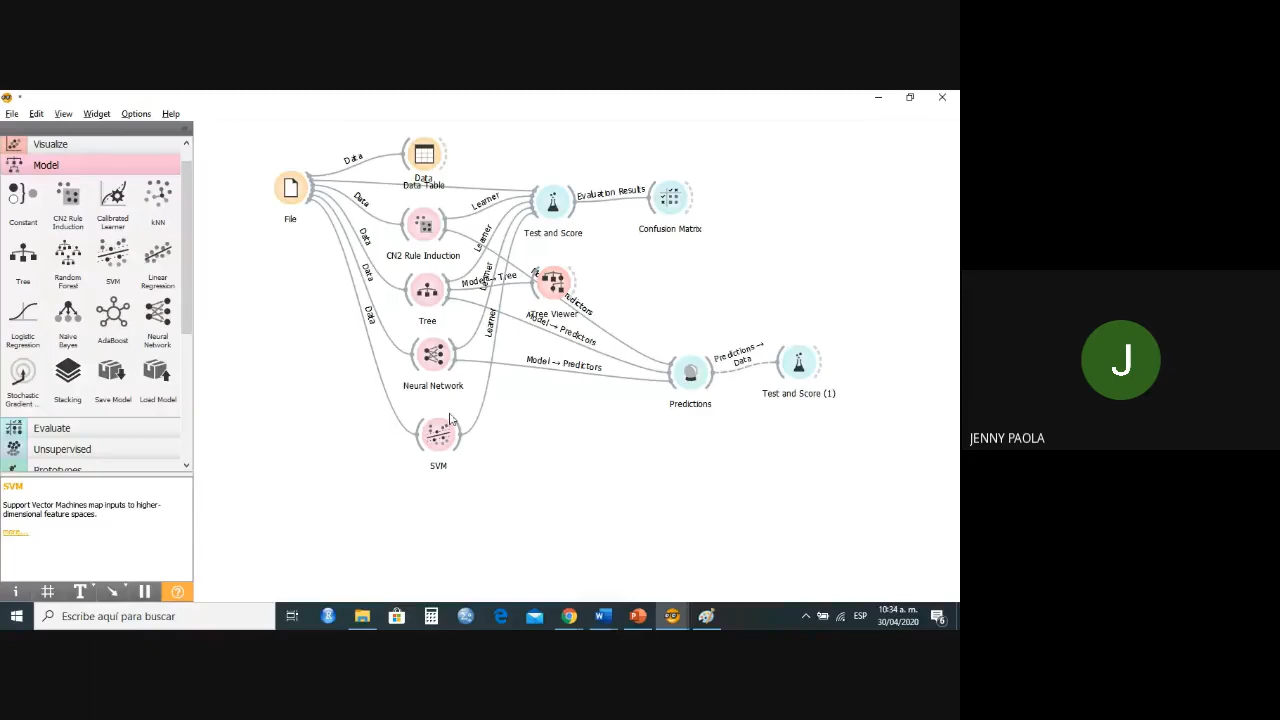 File Edit View Widget Options Help
Visualize
Model
Constant
CN2 Rule
Induction
Calibrated
Learner
kNN
Tree
Random
Forest
SVM
Linear
Regression
Logistic
Regression
Naive
Bayes
AdaBoost
Neural
Network
Stochastic
Gradient ...
Stacking
Save Model
Load Model
Evaluate
Unsupervised
Prototypes
SVM
Support Vector Machines map inputs to higher-
dimensional feature spaces.
more...
File
Data
Data
Data Table
Data
CN2 Rule Induction
Data
Tree
Data
Neural Network
Data
SVM
Learner
Learner
Learner
Learner
Test and Score
Evaluation Results
Confusion Matrix
Model → Tree
Tree Viewer
Predictors
Model → Predictors
Model → Predictors
Predictions
Predictions →
Data
Test and Score (1)
Escribe aquí para buscar
ESP
10:34 a. m.
30/04/2020
6
J
JENNY PAOLA